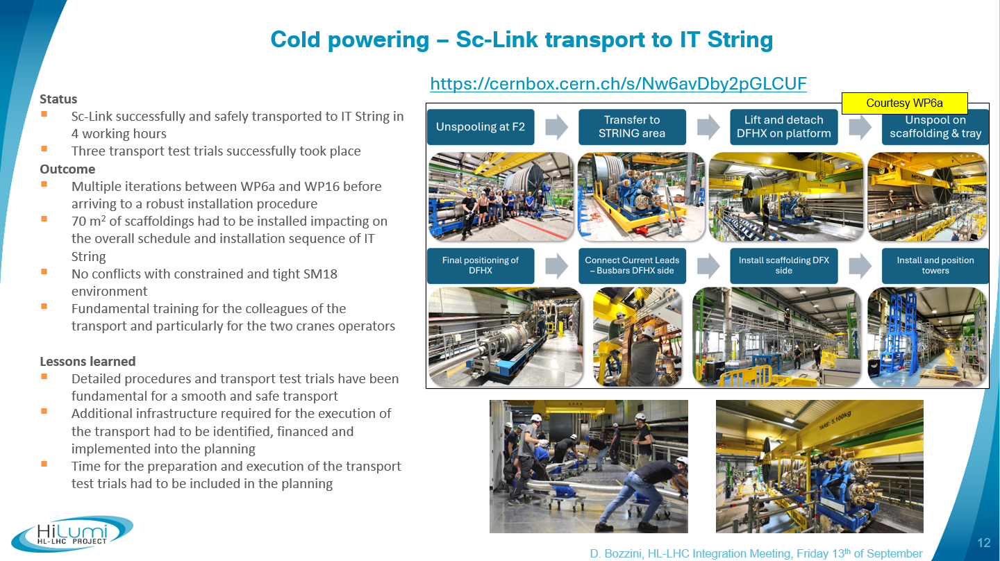 Cold powering – Sc-Link transport to IT String
Status
Sc-Link successfully and safely transported to IT String in
4 working hours
Three transport test trials successfully took place
Outcome
Multiple iterations between WP6a and WP16 before
arriving to a robust installation procedure
70 m² of scaffoldings had to be installed impacting on
the overall schedule and installation sequence of IT
String
No conflicts with constrained and tight SM18
environment
Fundamental training for the colleagues of the
transport and particularly for the two cranes operators
Lessons learned
Detailed procedures and transport test trials have been
fundamental for a smooth and safe transport
Additional infrastructure required for the execution of
the transport had to be identified, financed and
implemented into the planning
Time for the preparation and execution of the transport
test trials had to be included in the planning
https://cernbox.cern.ch/s/Nw6avDby2pGLCUF
Courtesy WP6a
Unspooling at F2
Transfer to
STRING area
Lift and detach
DFHX on platform
Unspool on
scaffolding & tray
Final positioning of
DFHX
Connect Current Leads
– Busbars DFHX side
Install scaffolding DFX
side
Install and position
towers
TARE: 5,100kg
HiLumi
HL-LHC PROJECT
D. Bozzini, HL-LHC Integration Meeting, Friday 13th of September
12